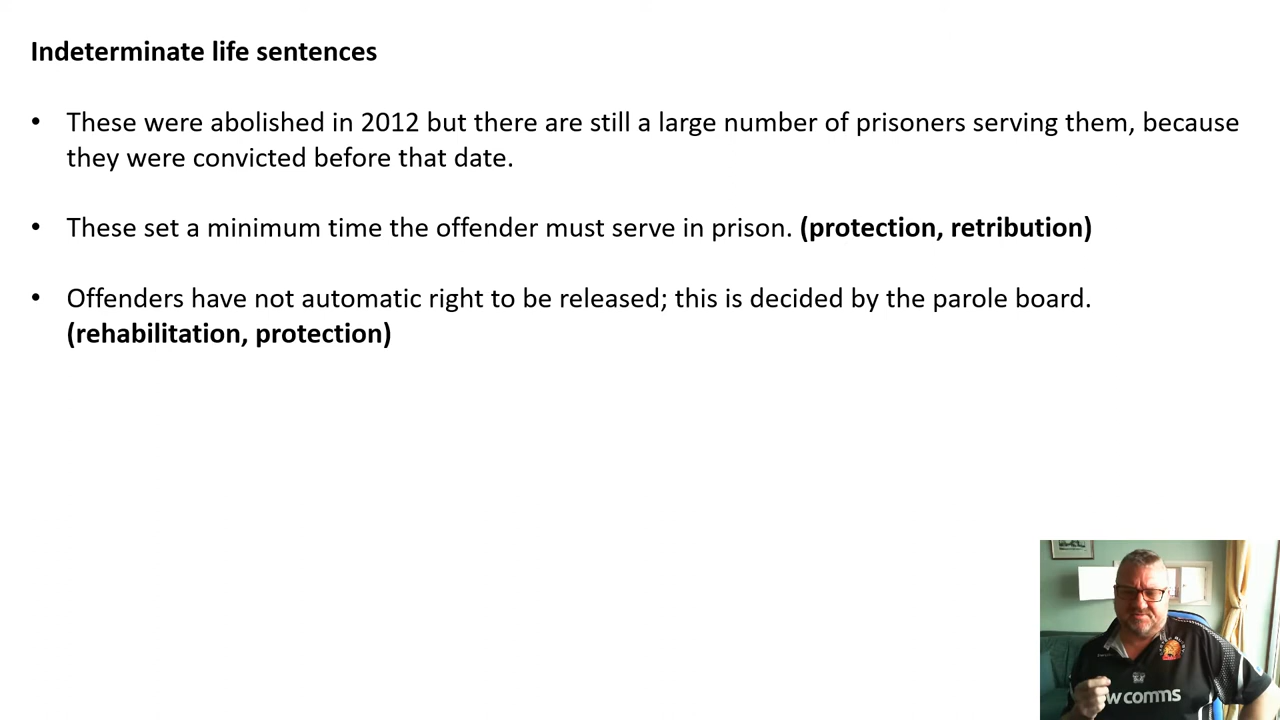 Indeterminate life sentences
• These were abolished in 2012 but there are still a large number of prisoners serving them, because
they were convicted before that date.
• These set a minimum time the offender must serve in prison. (protection, retribution)
• Offenders have not automatic right to be released; this is decided by the parole board.
(rehabilitation, protection)
w comms